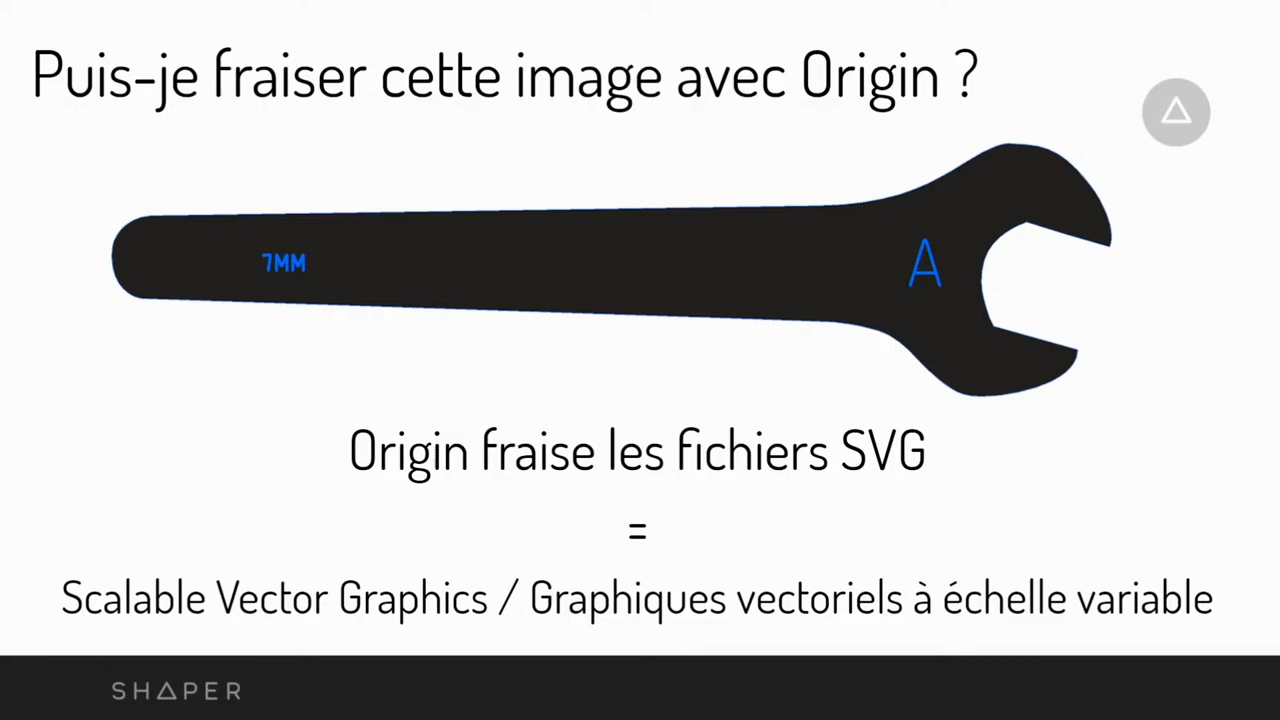 Puis-je fraiser cette image avec Origin ?
7MM
A
Origin fraise les fichiers SVG
=
Scalable Vector Graphics / Graphiques vectoriels à échelle variable
SHAPER